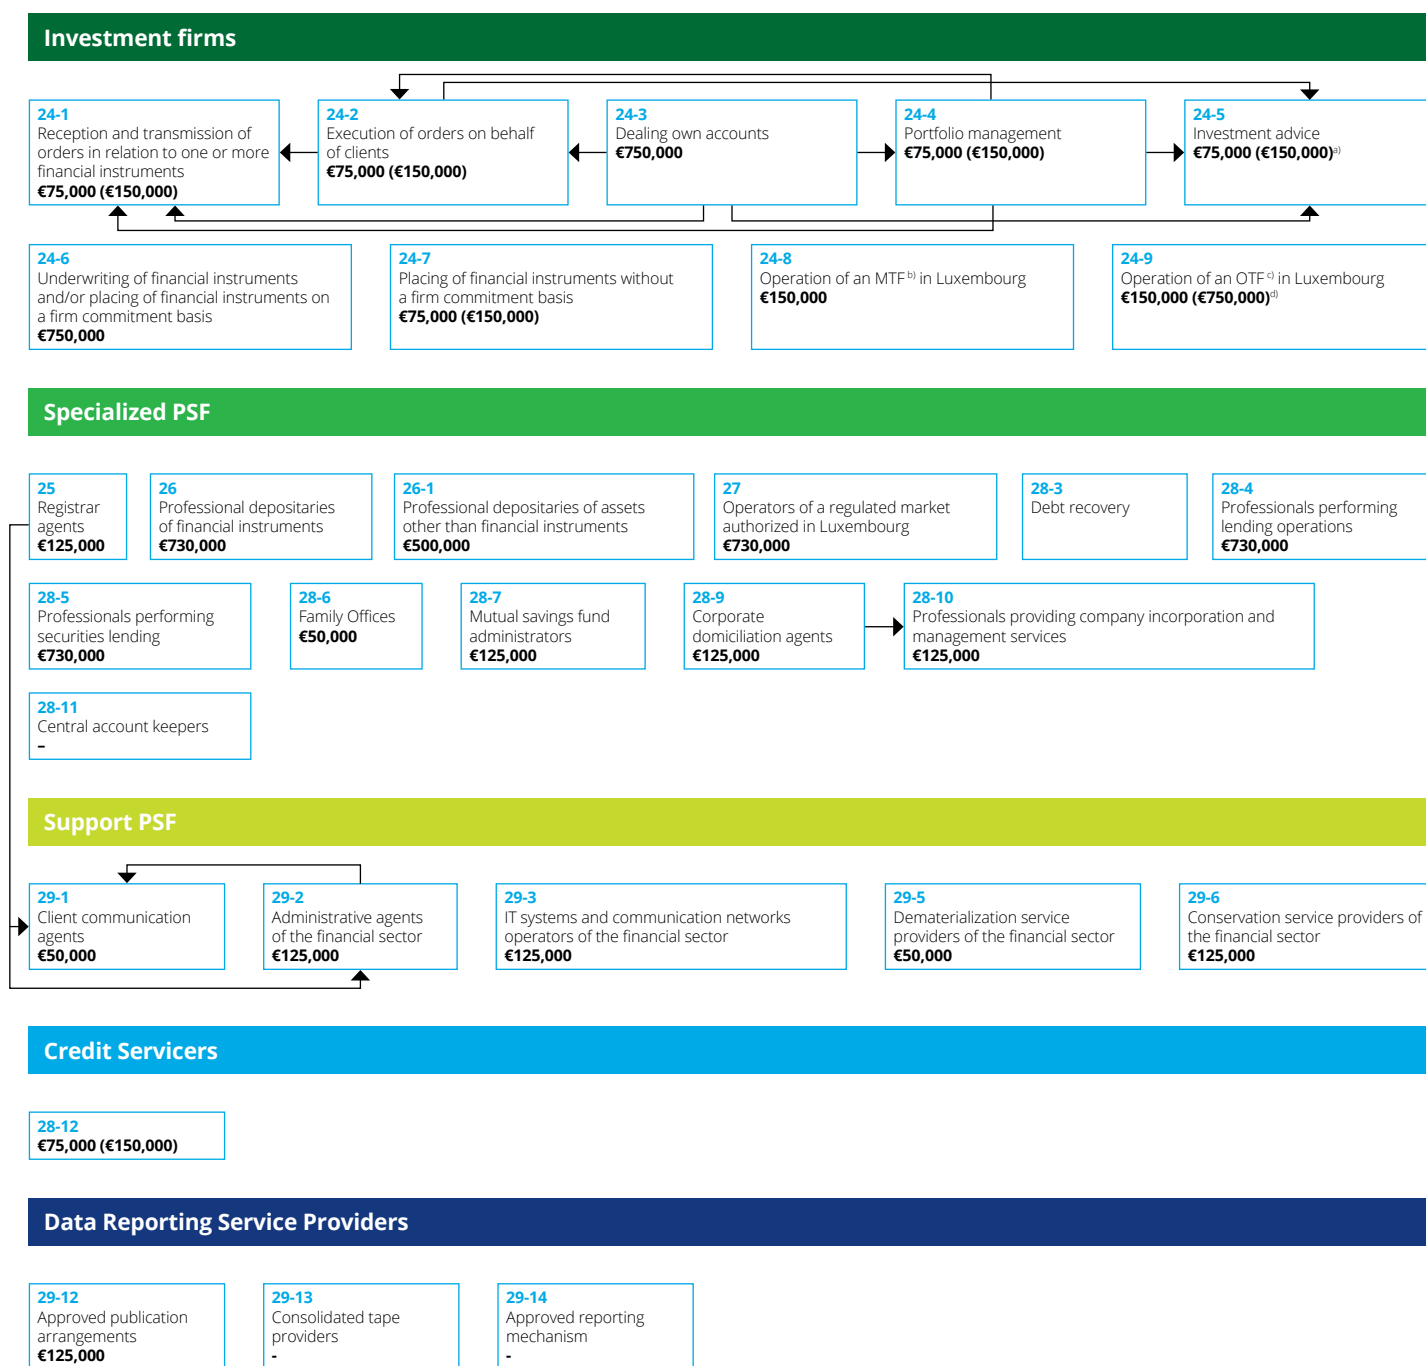 Investment firms
24-1
Reception and transmission of
orders in relation to one or more
financial instruments
€75,000 (€150,000)
24-2
Execution of orders on behalf
of clients
€75,000 (€150,000)
24-3
Dealing own accounts
€750,000
24-4
Portfolio management
€75,000 (€150,000)
24-5
Investment advice
€75,000 (€150,000)a)
24-6
Underwriting of financial instruments
and/or placing of financial instruments on
a firm commitment basis
€750,000
24-7
Placing of financial instruments without
a firm commitment basis
€75,000 (€150,000)
24-8
Operation of an MTF b) in Luxembourg
€150,000
24-9
Operation of an OTF c) in Luxembourg
€150,000 (€750,000)d)
Specialized PSF
25
Registrar
agents
€125,000
26
Professional depositaries
of financial instruments
€730,000
26-1
Professional depositaries of assets
other than financial instruments
€500,000
27
Operators of a regulated market
authorized in Luxembourg
€730,000
28-3
Debt recovery
28-4
Professionals performing
lending operations
€730,000
28-5
Professionals performing
securities lending
€730,000
28-6
Family Offices
€50,000
28-7
Mutual savings fund
administrators
€125,000
28-9
Corporate
domiciliation agents
€125,000
28-10
Professionals providing company incorporation and
management services
€125,000
28-11
Central account keepers
–
Support PSF
29-1
Client communication
agents
€50,000
29-2
Administrative agents
of the financial sector
€125,000
29-3
IT systems and communication networks
operators of the financial sector
€125,000
29-5
Dematerialization service
providers of the financial sector
€50,000
29-6
Conservation service providers of
the financial sector
€125,000
Credit Servicers
28-12
€75,000 (€150,000)
Data Reporting Service Providers
29-12
Approved publication
arrangements
€125,000
29-13
Consolidated tape
providers
-
29-14
Approved reporting
mechanism
-